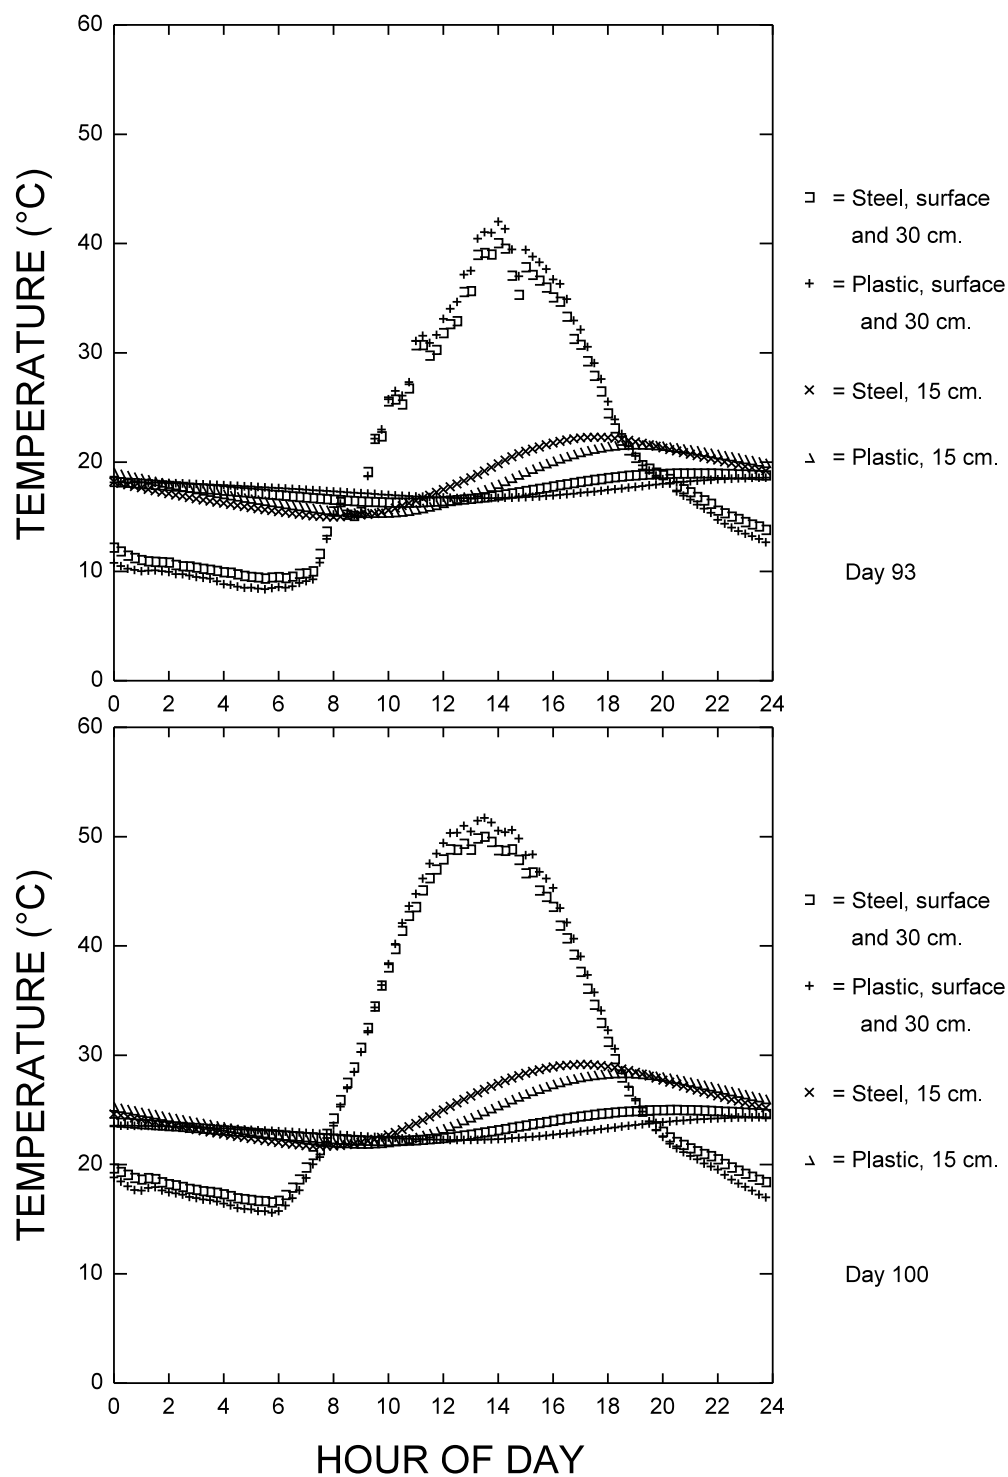 60
50
40
30
20
10
0
TEMPERATURE (°C)
0 2 4 6 8 10 12 14 16 18 20 22 24
= Steel, surface
and 30 cm.
= Plastic, surface
and 30 cm.
= Steel, 15 cm.
= Plastic, 15 cm.
Day 93
60
50
40
30
20
10
0
TEMPERATURE (°C)
0 2 4 6 8 10 12 14 16 18 20 22 24
= Steel, surface
and 30 cm.
= Plastic, surface
and 30 cm.
= Steel, 15 cm.
= Plastic, 15 cm.
Day 100
HOUR OF DAY